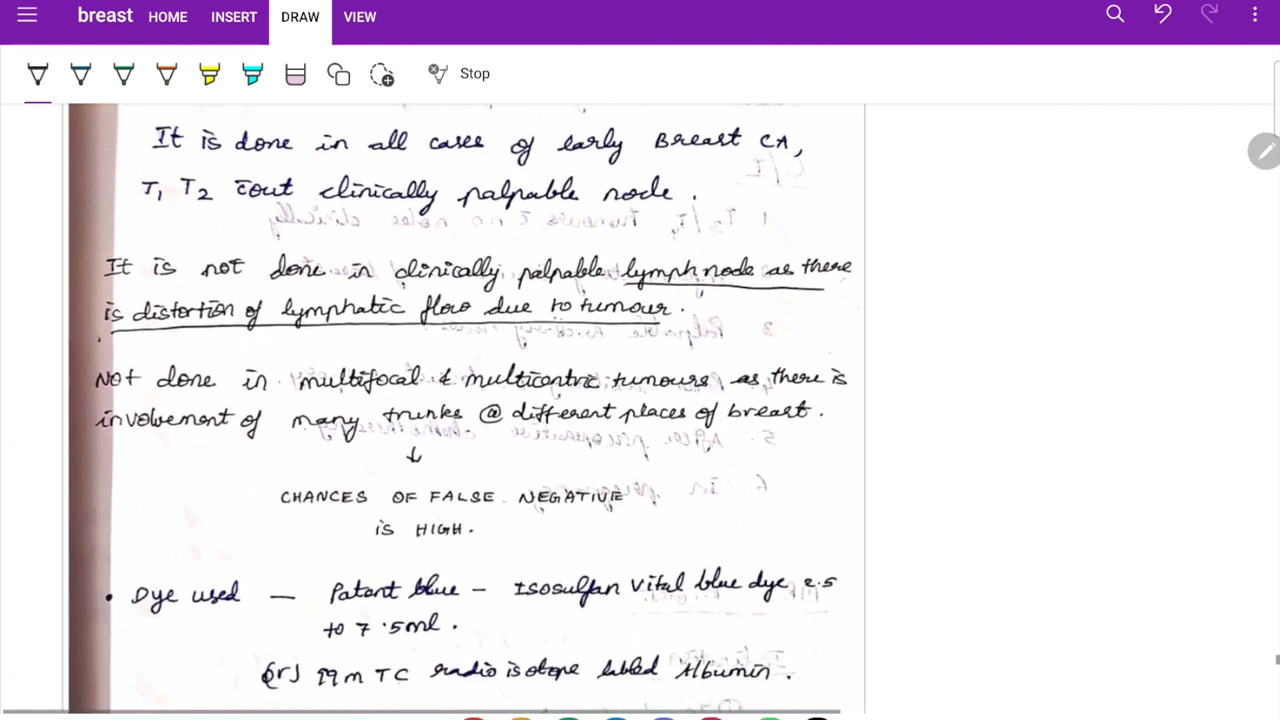 breast HOME INSERT DRAW VIEW
Stop
It is done in all cases of early Breast CA,
T1 T2 c̄out clinically palpable node.
It is not done in clinically palpable lymph node as there
is distortion of lymphatic flow due to tumour.
Not done in multifocal & multicentric tumours as there is
involvement of many trunks @ different places of breast.
↓
CHANCES OF FALSE NEGATIVE
is HIGH.
• Dye used — Patent blue - Isosulfan vital blue dye 2.5
to 7.5ml.
(or) 99m TC radio isotope labled Albumin.